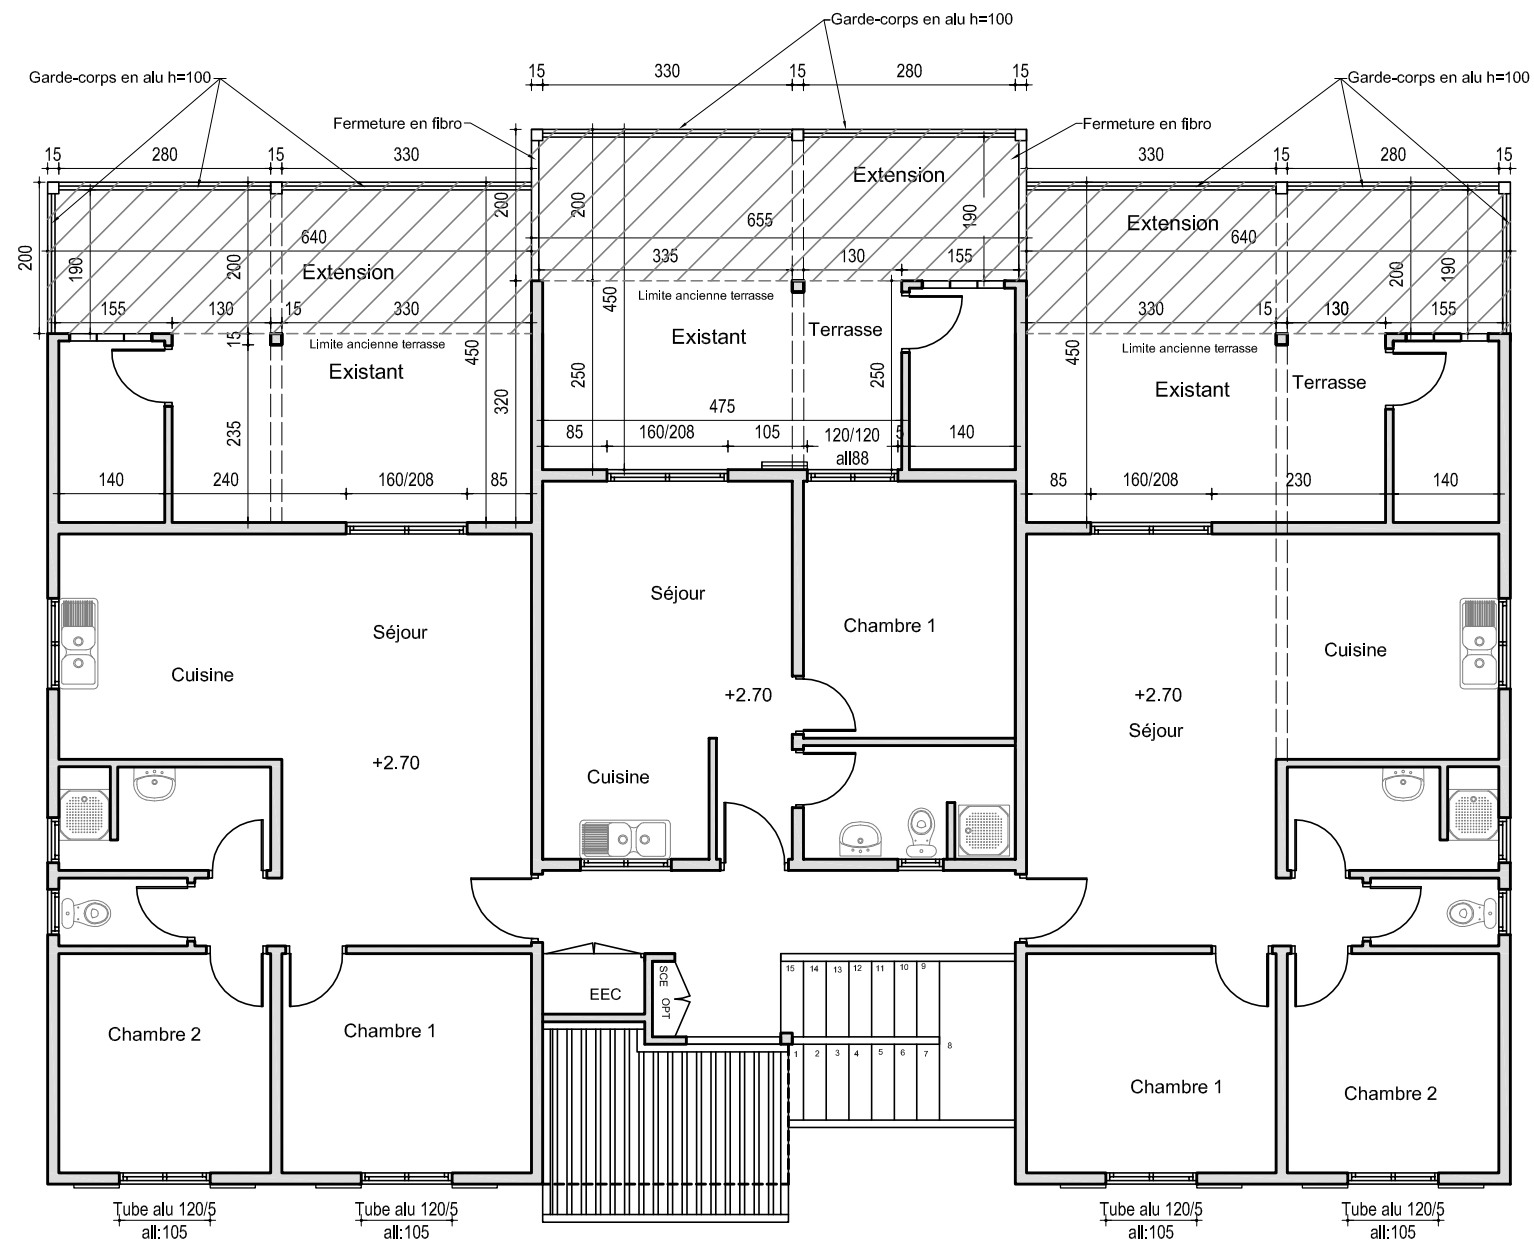 Garde-corps en alu h=100
15 330 15 280 15
Garde-corps en alu h=100
Garde-corps en alu h=100
Fermeture en fibro
Fermeture en fibro
15 280 15 330
330 15 280 15
Extension
Extension
Extension
200
190
200
640
200
200
655
190
640
200
190
Extension
335 130 155
155 130 15 330
330 15 130 155
Limite ancienne terrasse
Limite ancienne terrasse
Limite ancienne terrasse
15
450
450
450
Existant
Terrasse
Existant
Existant
Terrasse
235
320
250
250
475
85 160/208 105 120/120 5 140
all88
140 240 160/208 85
85 160/208 230 140
Séjour
Chambre 1
Séjour
Cuisine
Cuisine
+2.70
+2.70
Séjour
+2.70
Cuisine
SCE OPT
EEC
15 14 13 12 11 10 9
8
1 2 3 4 5 6 7
Chambre 2
Chambre 1
Chambre 1
Chambre 2
Tube alu 120/5
all:105
Tube alu 120/5
all:105
Tube alu 120/5
all:105
Tube alu 120/5
all:105